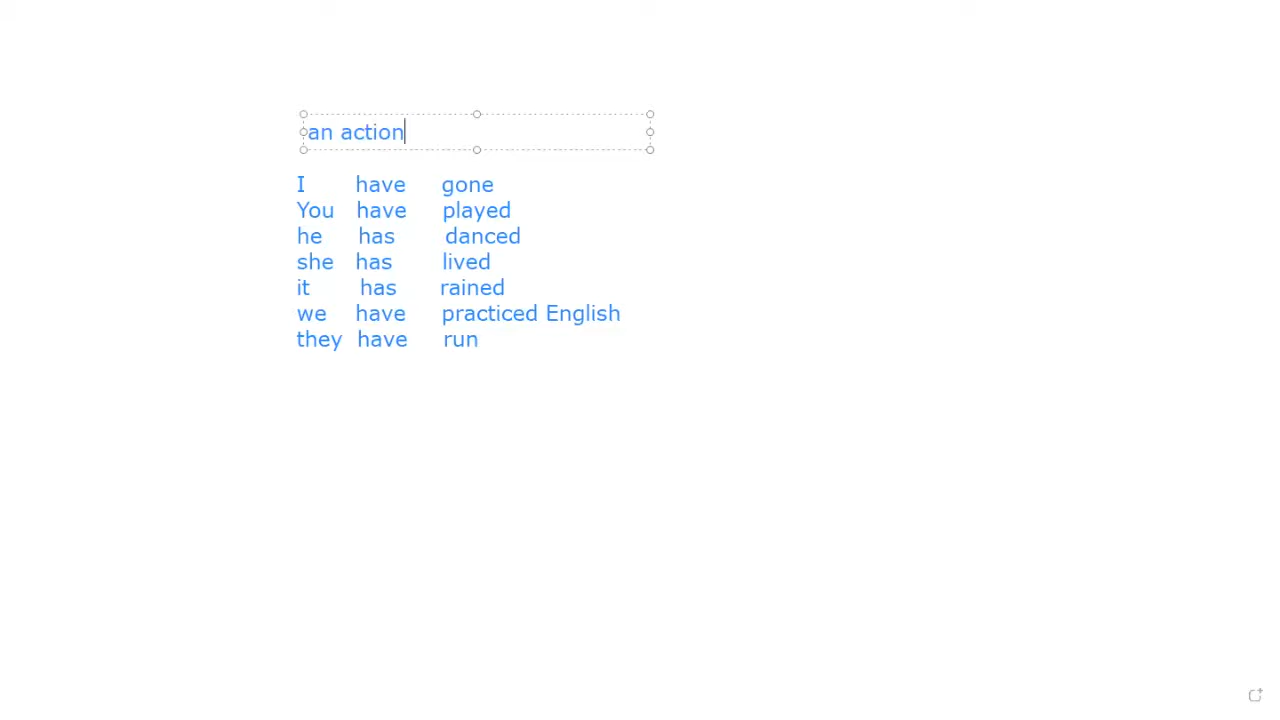 an action
I have gone
You have played
he has danced
she has lived
it has rained
we have practiced English
they have run